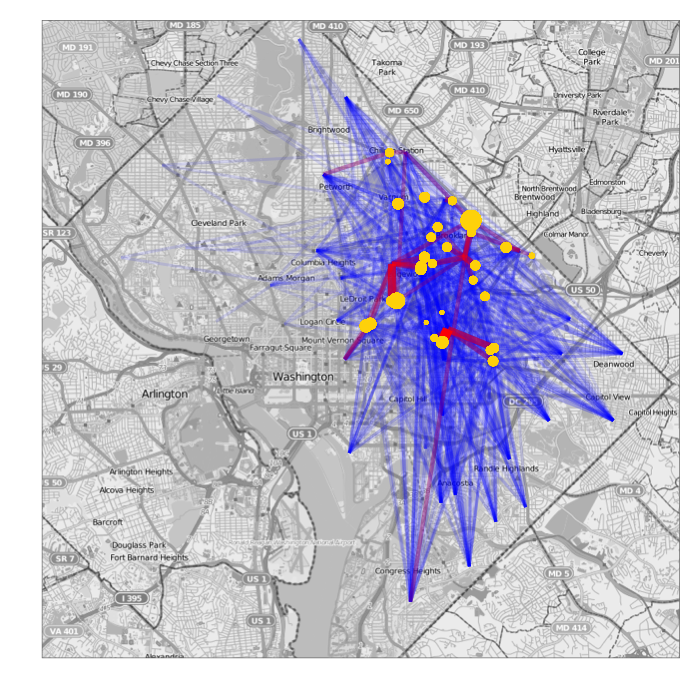 MD 185
MD 410
MD 191
MD 193
College
Park
Chevy Chase Section Three
Takoma
Park
MD 201
MD 190
MD 410
University Park
Chevy Chase Village
MD 650
Riverdale
Park
Brightwood
MD 396
Hyattsville
Edmonston
North Brentwood
Brentwood
Highland
Bladensburg
Cleveland Park
SR 123
Colmar Manor
Cheverly
Columbia Heights
Adams Morgan
US 50
LeDroit Park
Logan Circle
Georgetown
Farragut Square
Mount Vernon Square
Deanwood
US 29
Washington
Arlington
Little Island
Capitol Hill
Capitol View
Capitol Heights
US 1
Arlington Heights
Randle Highlands
US 50
Alcova Heights
Anacostia
MD 4
Barcroft
Douglass Park
Fort Barnard Heights
SR 7
Congress Heights
MD 5
US 1
I 395
US 1
VA 401
MD 414
Alexandria